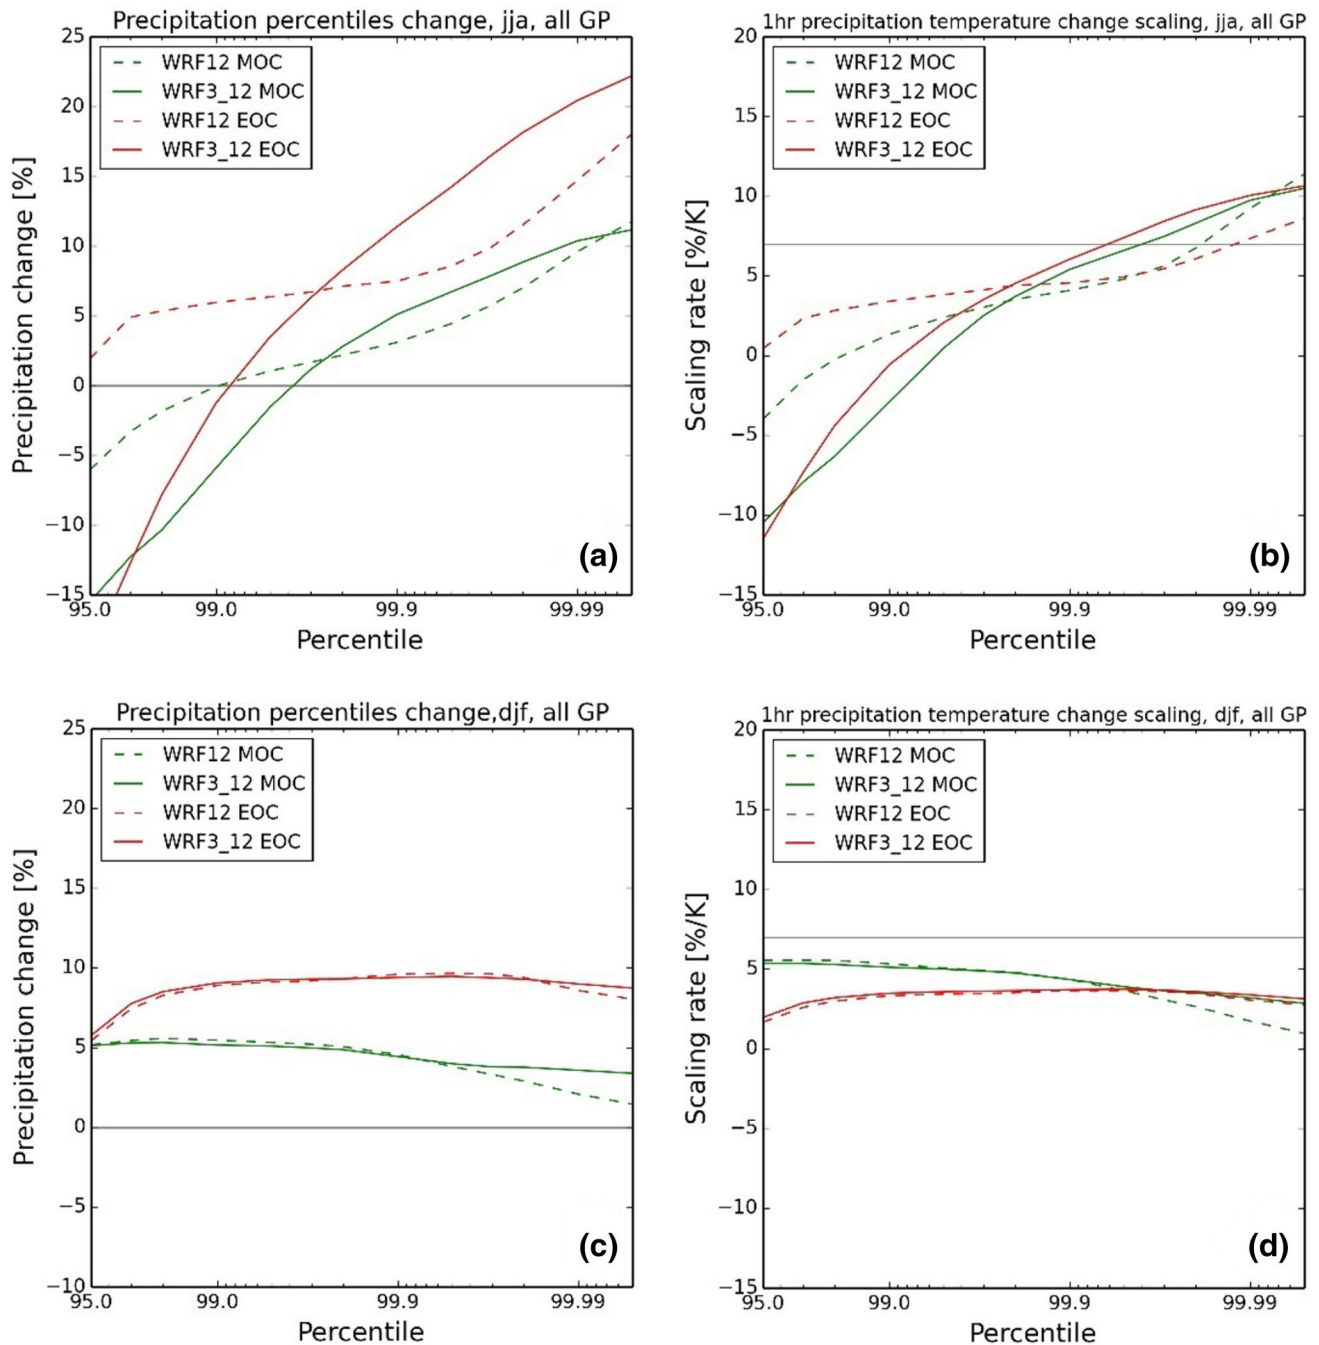 Precipitation percentiles change, jja, all GP
25
20
15
10
5
0
−5
−10
−15
Precipitation change [%]
WRF12 MOC
WRF3_12 MOC
WRF12 EOC
WRF3_12 EOC
(a)
95.0 99.0 99.9 99.99
Percentile
1hr precipitation temperature change scaling, jja, all GP
20
15
10
5
0
−5
−10
−15
Scaling rate [%/K]
WRF12 MOC
WRF3_12 MOC
WRF12 EOC
WRF3_12 EOC
(b)
95.0 99.0 99.9 99.99
Percentile
Precipitation percentiles change,djf, all GP
25
20
15
10
5
0
−5
−10
Precipitation change [%]
WRF12 MOC
WRF3_12 MOC
WRF12 EOC
WRF3_12 EOC
(c)
95.0 99.0 99.9 99.99
Percentile
1hr precipitation temperature change scaling, djf, all GP
20
15
10
5
0
−5
−10
−15
Scaling rate [%/K]
WRF12 MOC
WRF3_12 MOC
WRF12 EOC
WRF3_12 EOC
(d)
95.0 99.0 99.9 99.99
Percentile